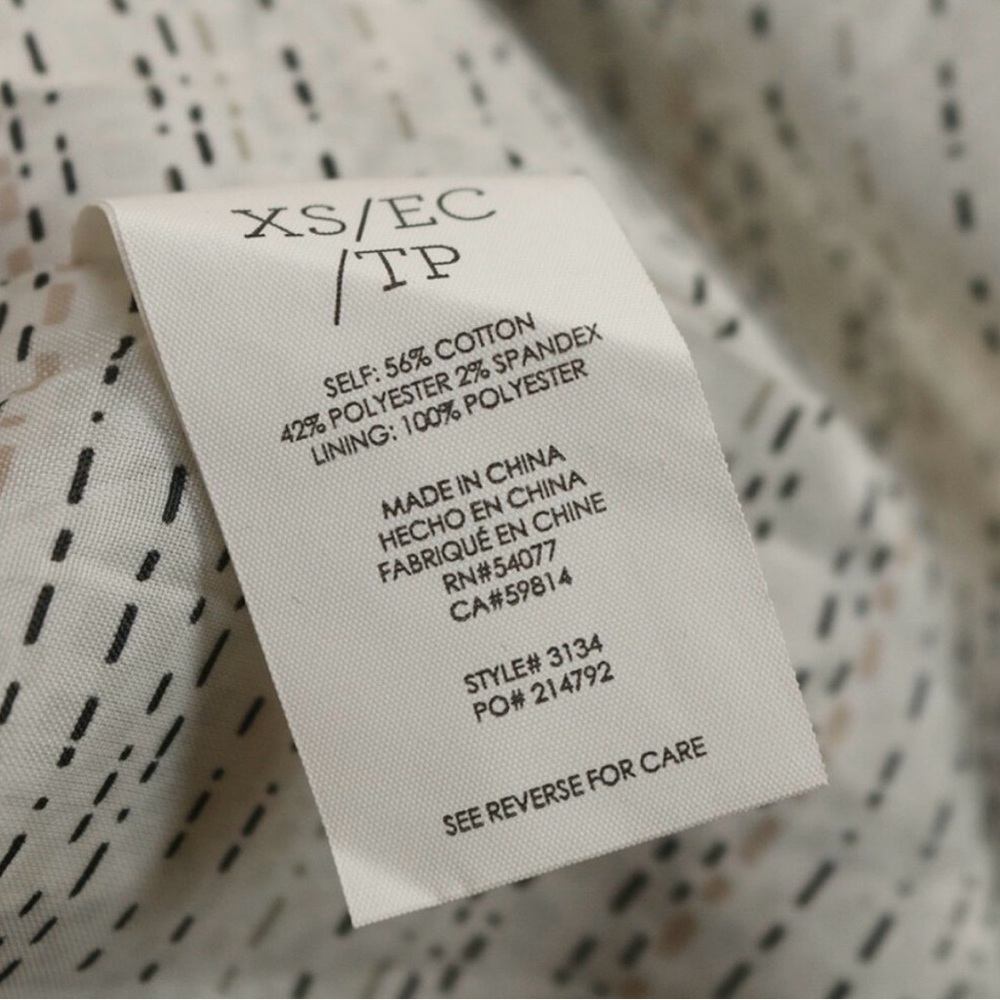 XS/EC
/TP
SELF: 56% COTTON
42% POLYESTER 2% SPANDEX
LINING: 100% POLYESTER
MADE IN CHINA
HECHO EN CHINA
FABRIQUÉ EN CHINE
RN#54077
CA#59814
STYLE# 3134
PO# 214792
SEE REVERSE FOR CARE